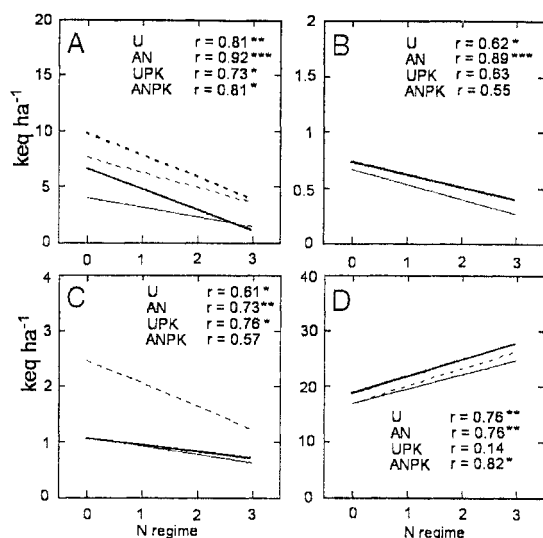 A
U r = 0.81**
AN r = 0.92***
UPK r = 0.73*
ANPK r = 0.81*
20
15
10
5
0
keq ha-1
0 1 2 3
B
U r = 0.62*
AN r = 0.89***
UPK r = 0.63
ANPK r = 0.55
2
1.5
1
0.5
0
0 1 2 3
C
U r = 0.61*
AN r = 0.73**
UPK r = 0.76*
ANPK r = 0.57
4
3
2
1
0
keq ha-1
0 1 2 3
N regime
D
40
30
20
10
0
U r = 0.76**
AN r = 0.76**
UPK r = 0.14
ANPK r = 0.82*
0 1 2 3
N regime